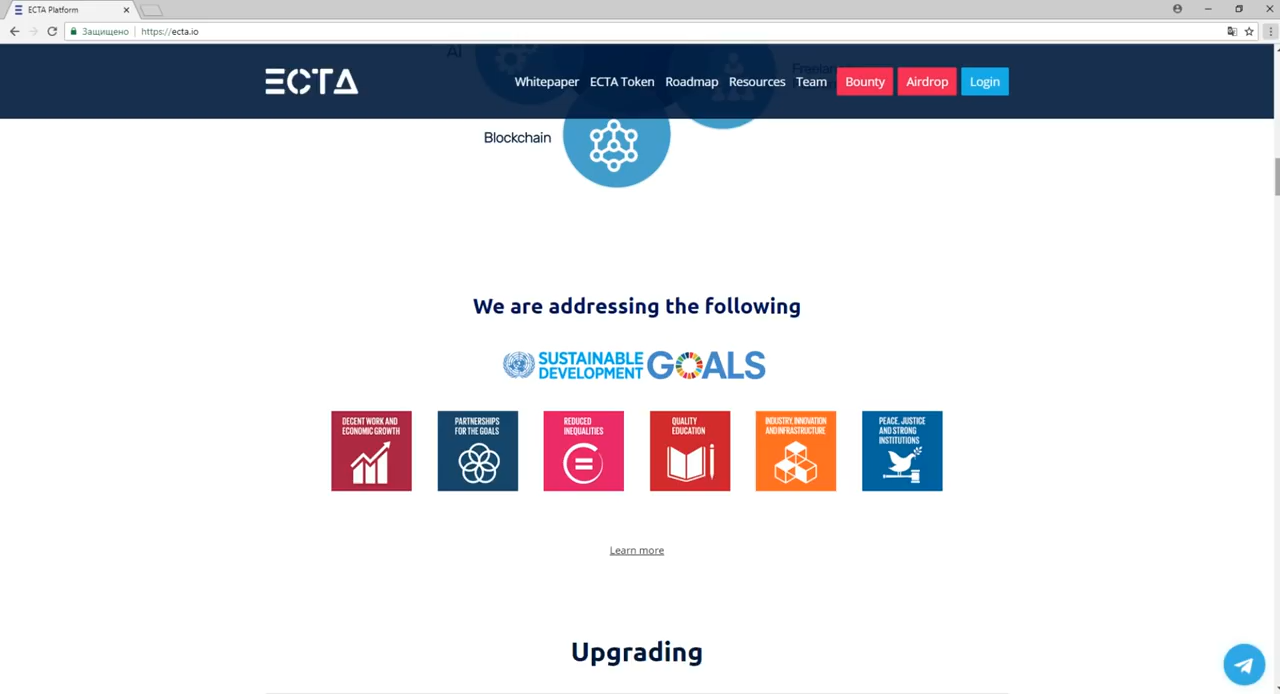 ECTA Platform
Защищено
https://ecta.io
AI
ECTA
Whitepaper
ECTA Token
Roadmap
Resources
Team
Bounty
Airdrop
Login
Blockchain
We are addressing the following
SUSTAINABLE
DEVELOPMENT
GOALS
DECENT WORK AND
ECONOMIC GROWTH
PARTNERSHIPS
FOR THE GOALS
REDUCED
INEQUALITIES
QUALITY
EDUCATION
INDUSTRY, INNOVATION
AND INFRASTRUCTURE
PEACE, JUSTICE
AND STRONG
INSTITUTIONS
Learn more
Upgrading